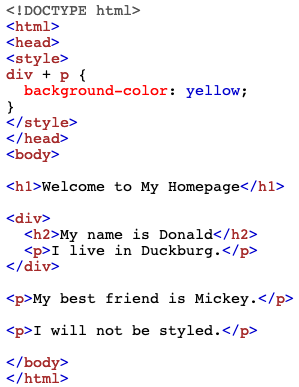 <!DOCTYPE html>
<html>
<head>
<style>
div + p {
  background-color: yellow;
}
</style>
</head>
<body>

<h1>Welcome to My Homepage</h1>

<div>
  <h2>My name is Donald</h2>
  <p>I live in Duckburg.</p>
</div>

<p>My best friend is Mickey.</p>

<p>I will not be styled.</p>

</body>
</html>